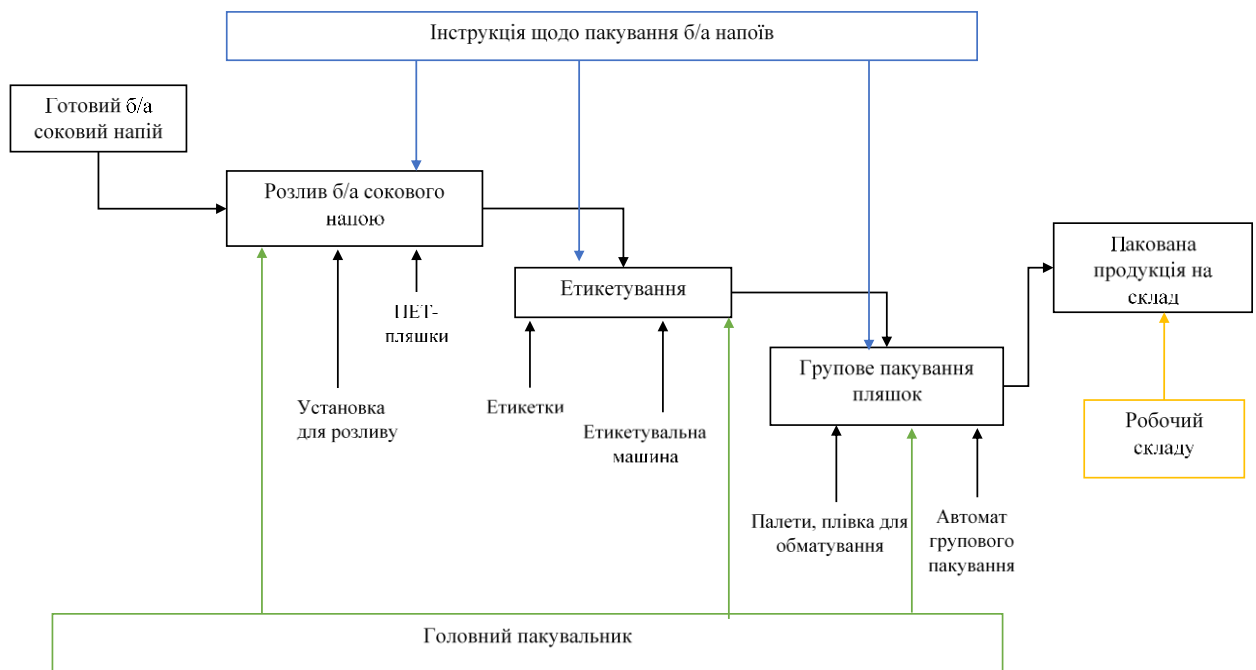 Інструкція щодо пакування б/а напоїв
Готовий б/а
соковий напій
Розлив б/а сокового
напою
Пакована
продукція на
склад
Етикетування
ПЕТ-
пляшки
Групове пакування
пляшок
Установка
для розливу
Етикетки
Етикетувальна
машина
Робочий
складу
Палети, плівка для
обматування
Автомат
групового
пакування
Головний пакувальник